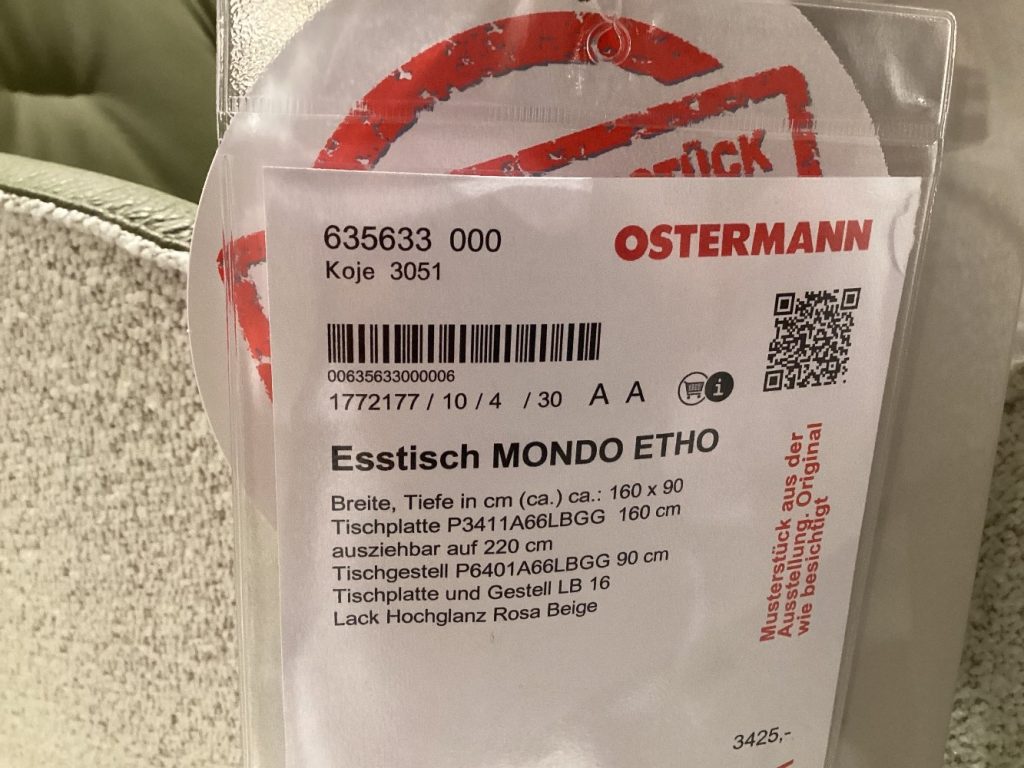 STÜCK
635633 000
OSTERMANN
Koje 3051
00635633000006
1772177 / 10 / 4 / 30 A A
i
Esstisch MONDO ETHO
Breite, Tiefe in cm (ca.) ca.: 160 x 90
Tischplatte P3411A66LBGG 160 cm
ausziehbar auf 220 cm
Tischgestell P6401A66LBGG 90 cm
Tischplatte und Gestell LB 16
Lack Hochglanz Rosa Beige
Musterstück aus der
Ausstellung. Original
wie besichtigt
3425,-